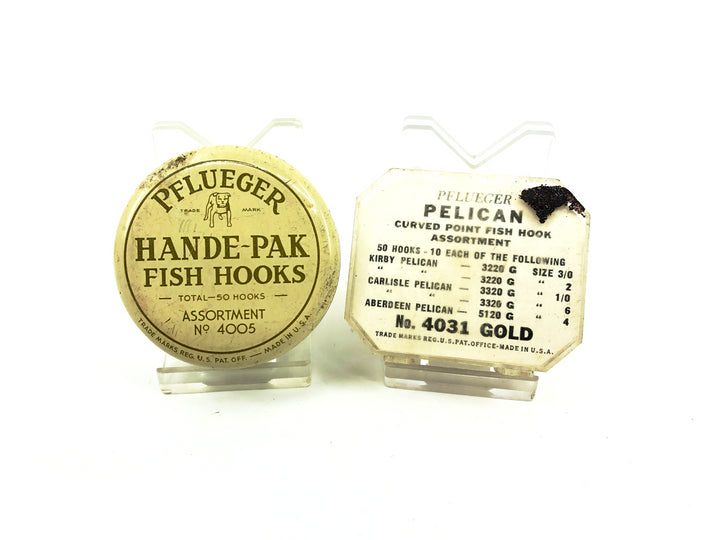 PFLUEGER
TRADE MARK
HANDE-PAK
FISH HOOKS
— TOTAL—50 HOOKS —
ASSORTMENT
Nº 4005
TRADE MARKS REG. U.S. PAT. OFF. — MADE IN U.S.A.
PFLUEGER
PELICAN
CURVED POINT FISH HOOK
ASSORTMENT
50 HOOKS - 10 EACH OF THE FOLLOWING
KIRBY PELICAN — 3220 G SIZE 3/0
" " — 3220 G " 2
CARLISLE PELICAN — 3320 G " 1/0
" " — 3320 G " 6
ABERDEEN PELICAN — 5120 G " 4
No. 4031 GOLD
TRADE MARKS REG. U.S. PAT. OFFICE-MADE IN U.S.A.